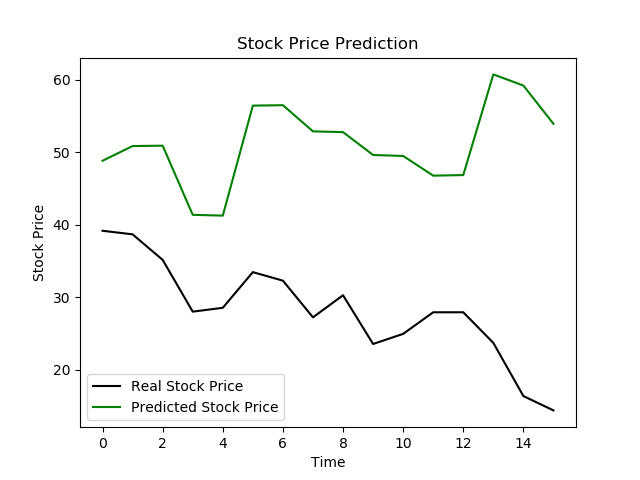 Stock Price Prediction
60
50
40
30
20
Stock Price
Real Stock Price
Predicted Stock Price
0 2 4 6 8 10 12 14
Time